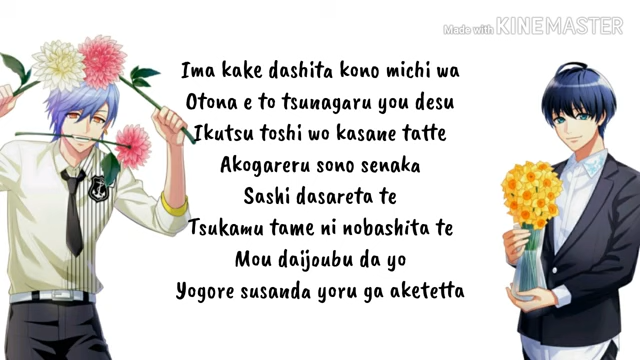 Made with KINEMASTER
Ima kake dashita kono michi wa
Otona e to tsunagaru you desu
Ikutsu toshi wo kasane tatte
Akogareru sono senaka
Sashi dasareta te
Tsukamu tame ni nobashita te
Mou daijoubu da yo
Yogore susanda yoru ga aketetta